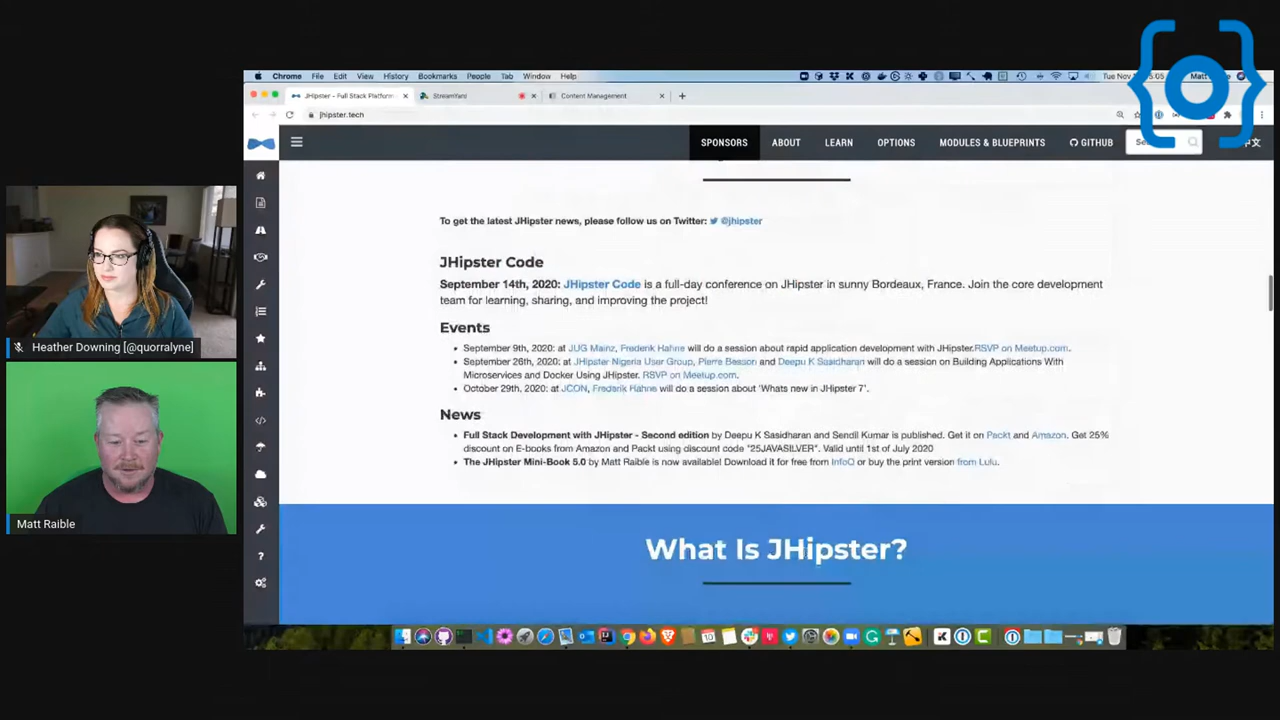 Chrome File Edit View History Bookmarks People Tab Window Help
JHipster - Full Stack Platform
StreamYard
Content Management
jhipster.tech
SPONSORS ABOUT LEARN OPTIONS MODULES & BLUEPRINTS GITHUB
To get the latest JHipster news, please follow us on Twitter: @jhipster
JHipster Code
September 14th, 2020: JHipster Code is a full-day conference on JHipster in sunny Bordeaux, France. Join the core development
team for learning, sharing, and improving the project!
Events
September 9th, 2020: at JUG Mainz, Frederik Hahne will do a session about rapid application development with JHipster.RSVP on Meetup.com.
September 26th, 2020: at JHipster Nigeria User Group, Pierre Besson and Deepu K Sasidharan will do a session on Building Applications With
Microservices and Docker Using JHipster. RSVP on Meetup.com.
October 29th, 2020: at JCON, Frederik Hahne will do a session about 'Whats new in JHipster 7'.
News
Full Stack Development with JHipster - Second edition by Deepu K Sasidharan and Sendil Kumar is published. Get it on Packt and Amazon. Get 25%
discount on E-books from Amazon and Packt using discount code "25JAVASILVER". Valid until 1st of July 2020
The JHipster Mini-Book 5.0 by Matt Raible is now available! Download it for free from InfoQ or buy the print version from Lulu.
What Is JHipster?
Heather Downing [@quorralyne]
Matt Raible